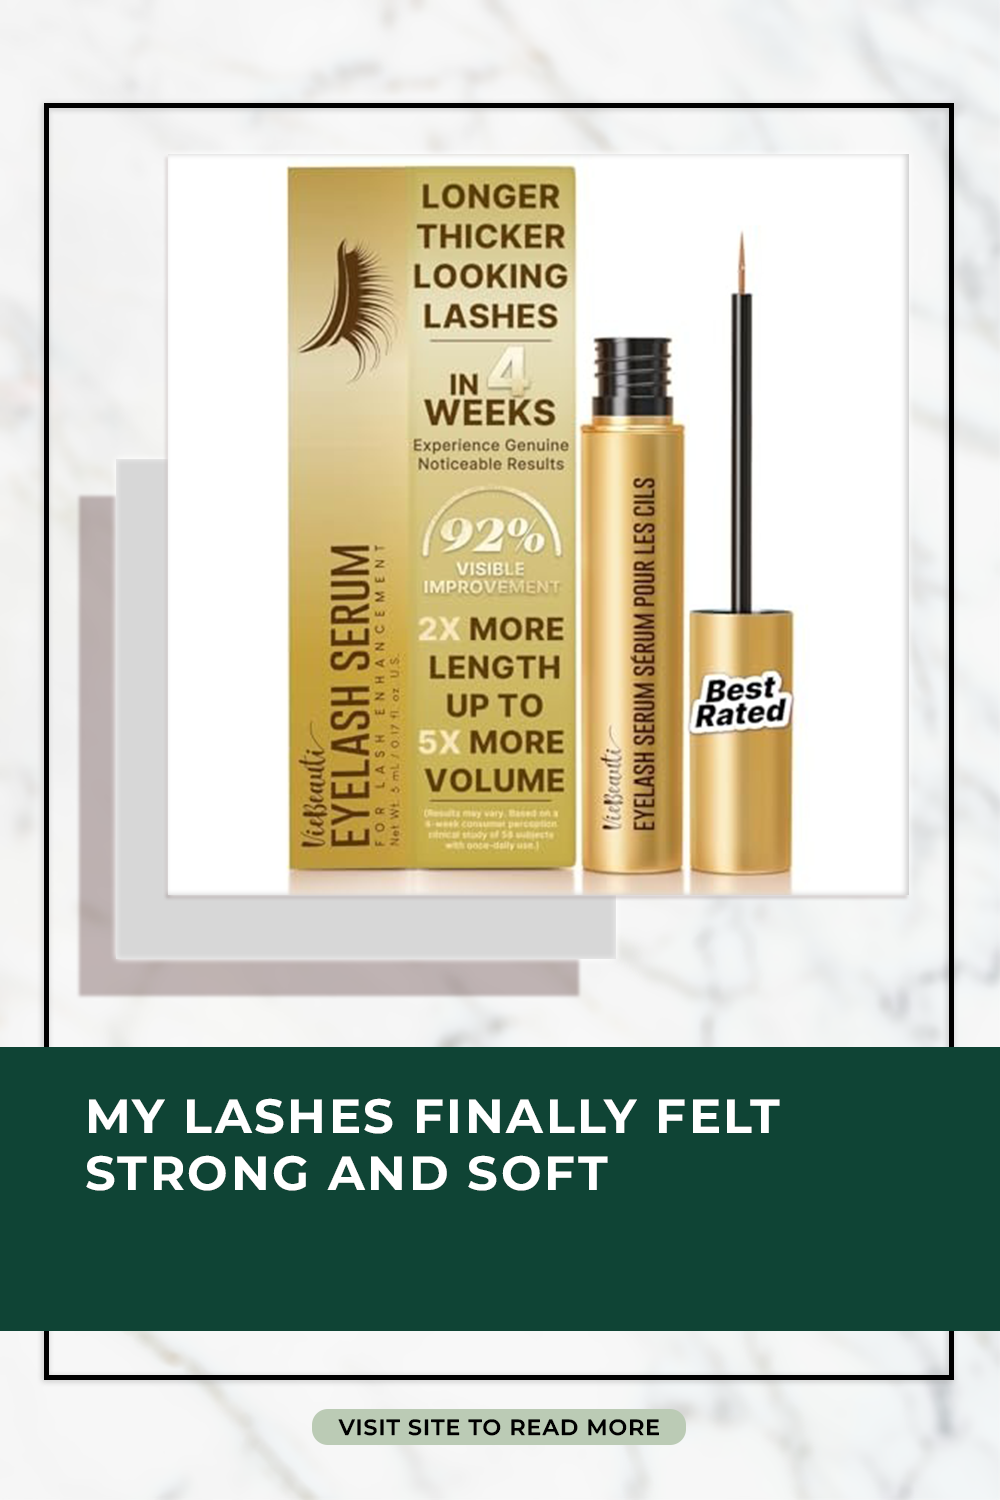 LONGER
THICKER
LOOKING
LASHES
IN 4
WEEKS
Experience Genuine
Noticeable Results
92%
VISIBLE
IMPROVEMENT
2X MORE
LENGTH
UP TO
5X MORE
VOLUME
(Results may vary. Based on a
6-week consumer perception
clinical study of 58 subjects
with once-daily use.)
VieBeauti
EYELASH SERUM
FOR LASH ENHANCEMENT
Net Wt. 5 mL / 0.17 fl. oz. U.S.
VieBeauti
EYELASH SERUM SÉRUM POUR LES CILS
Best
Rated
MY LASHES FINALLY FELT
STRONG AND SOFT
VISIT SITE TO READ MORE